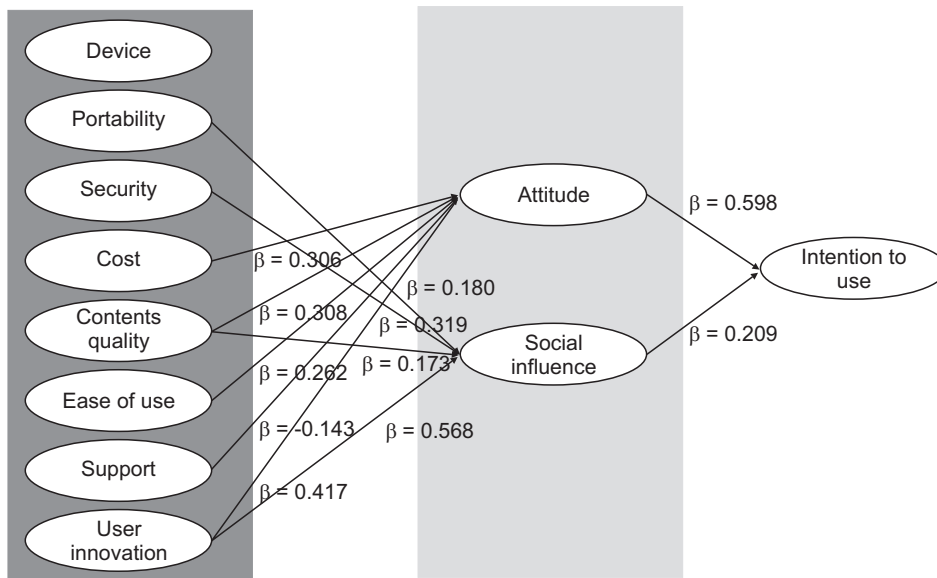 Device
Portability
Security
Cost
Contents
quality
Ease of use
Support
User
innovation
β = 0.306
β = 0.308
β = 0.262
β = -0.143
β = 0.417
β = 0.180
β = 0.319
β = 0.173
β = 0.568
Attitude
Social
influence
β = 0.598
β = 0.209
Intention to
use